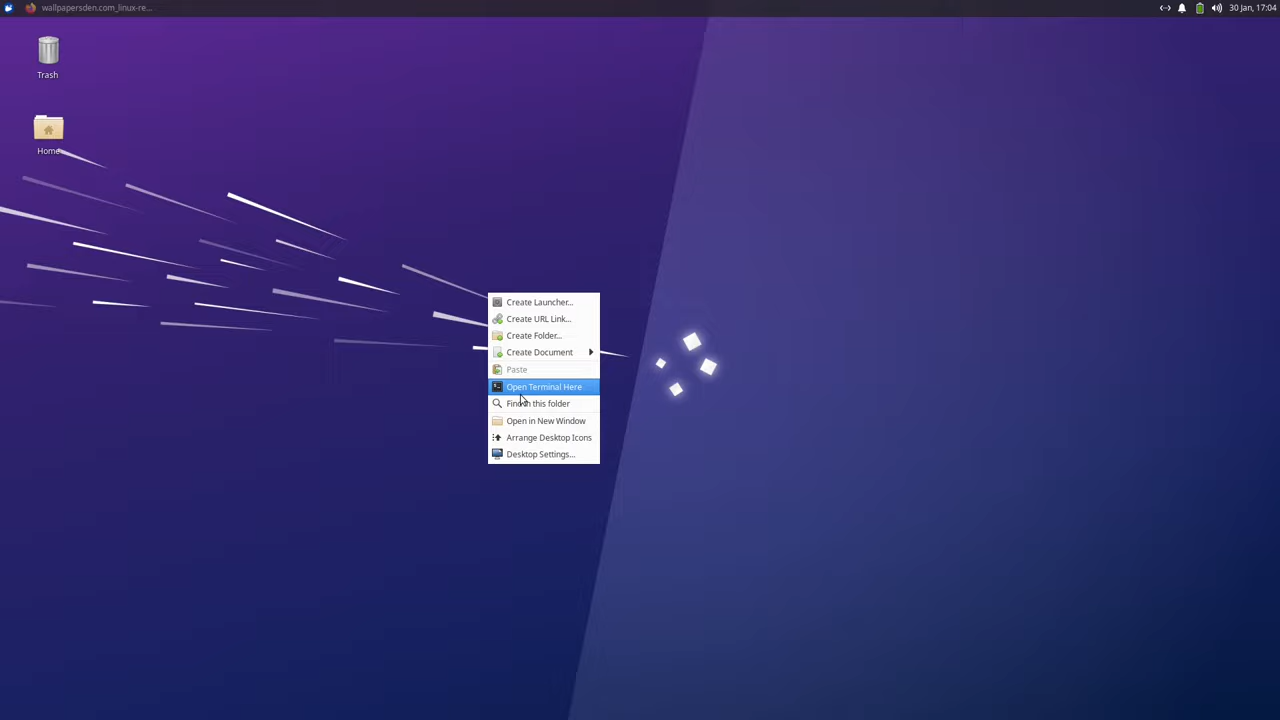 wallpapersden.com_linux-re...
30 Jan, 17:04
Trash
Home
Create Launcher...
Create URL Link...
Create Folder...
Create Document
Paste
Open Terminal Here
Find in this folder
Open in New Window
Arrange Desktop Icons
Desktop Settings...